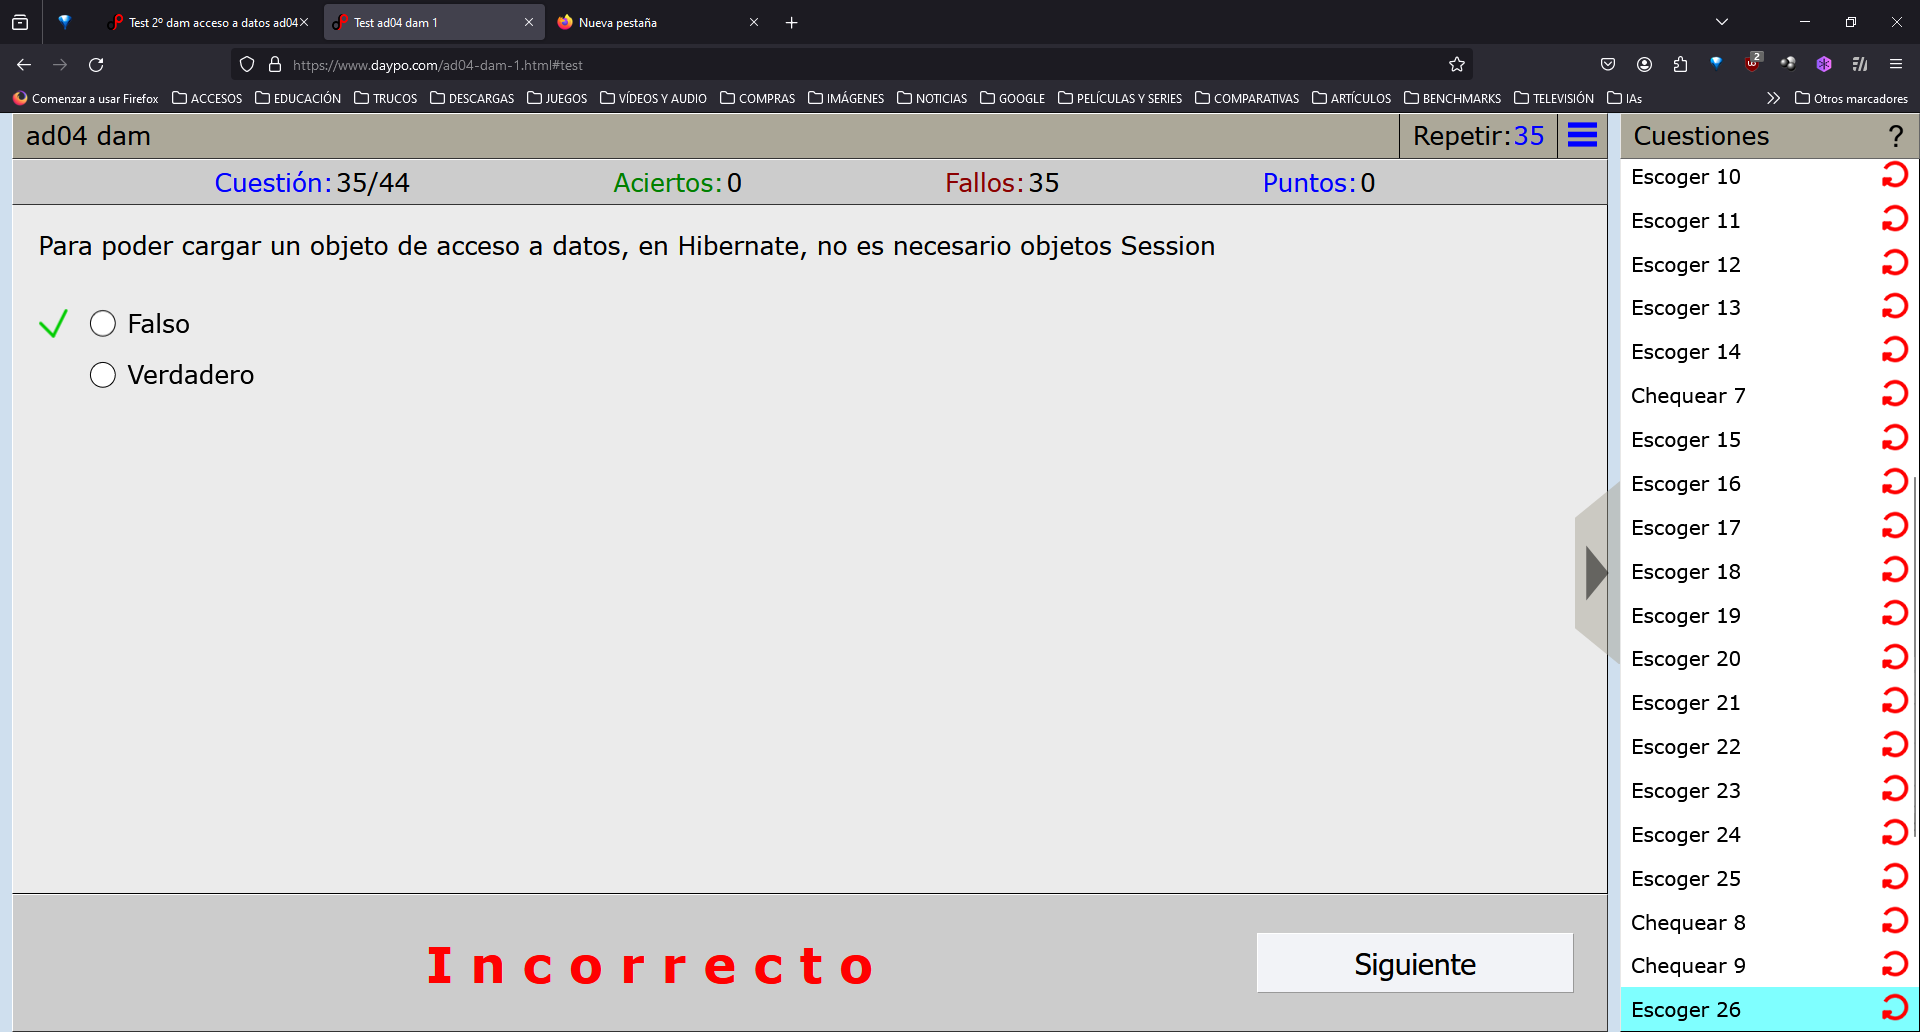 Test 2º dam acceso a datos ad04
Test ad04 dam 1
Nueva pestaña
https://www.daypo.com/ad04-dam-1.html#test
2
Comenzar a usar Firefox
ACCESOS
EDUCACIÓN
TRUCOS
DESCARGAS
JUEGOS
VÍDEOS Y AUDIO
COMPRAS
IMÁGENES
NOTICIAS
GOOGLE
PELÍCULAS Y SERIES
COMPARATIVAS
ARTÍCULOS
BENCHMARKS
TELEVISIÓN
IAs
Otros marcadores
ad04 dam
Repetir:35
Cuestiones
?
Cuestión:35/44
Aciertos:0
Fallos:35
Puntos:0
Para poder cargar un objeto de acceso a datos, en Hibernate, no es necesario objetos Session
Falso
Verdadero
Incorrecto
Siguiente
Escoger 10
Escoger 11
Escoger 12
Escoger 13
Escoger 14
Chequear 7
Escoger 15
Escoger 16
Escoger 17
Escoger 18
Escoger 19
Escoger 20
Escoger 21
Escoger 22
Escoger 23
Escoger 24
Escoger 25
Chequear 8
Chequear 9
Escoger 26